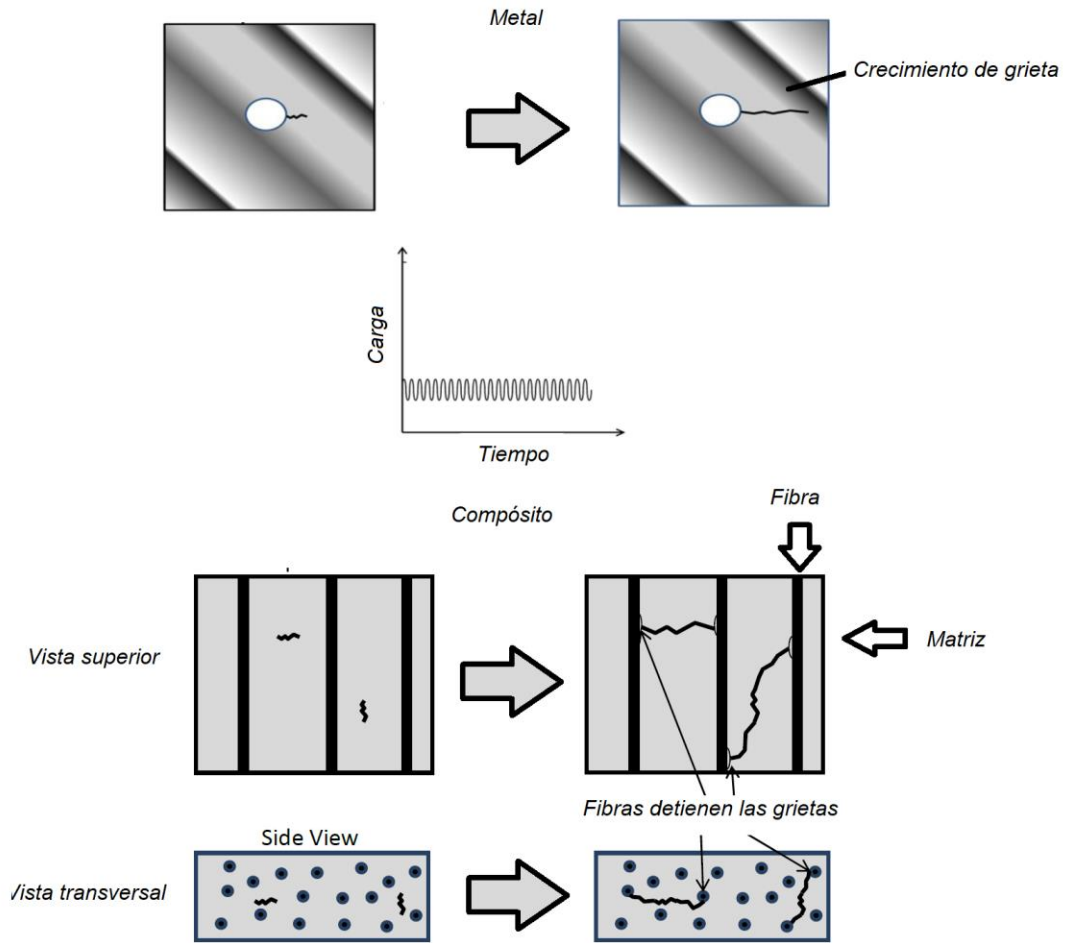 Metal
Crecimiento de grieta
Carga
Tiempo
Compósito
Fibra
Vista superior
Matriz
Fibras detienen las grietas
Side View
Vista transversal